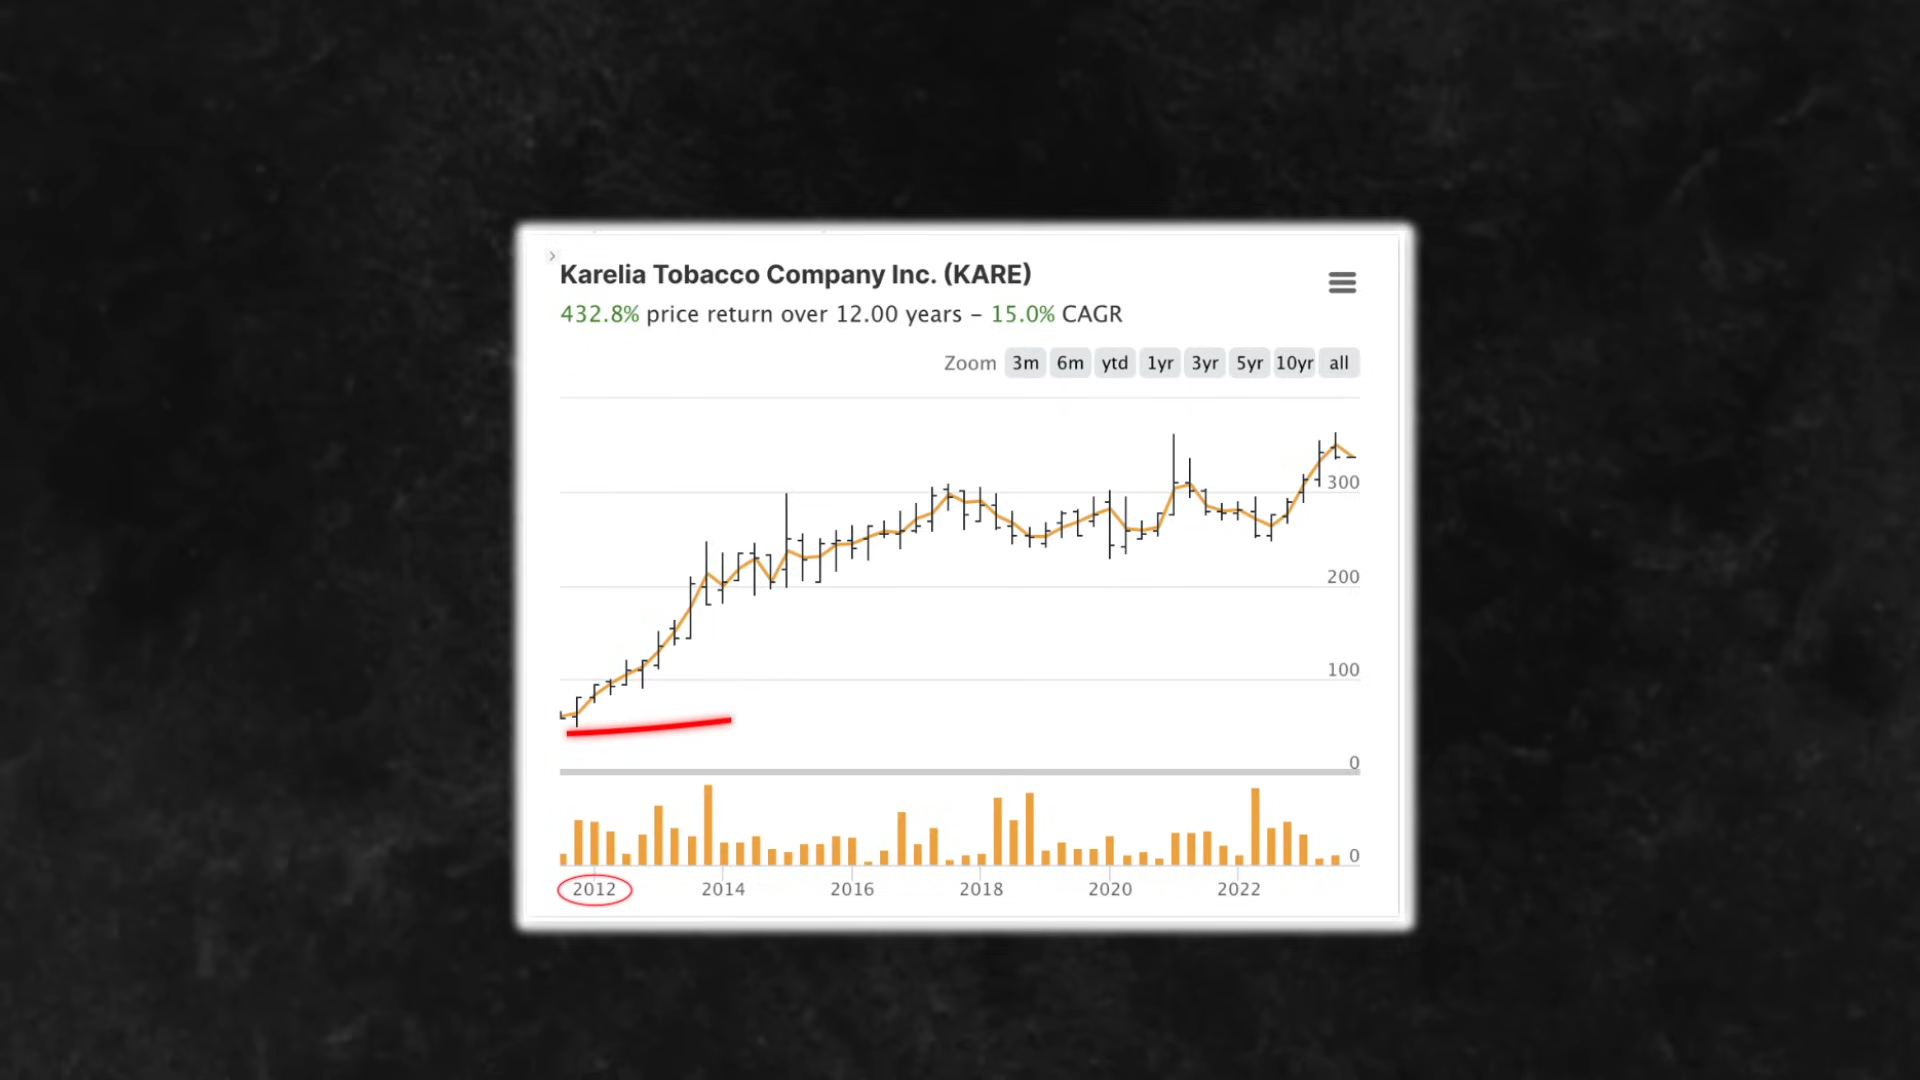 Karelia Tobacco Company Inc. (KARE)
432.8% price return over 12.00 years – 15.0% CAGR
Zoom 3m 6m ytd 1yr 3yr 5yr 10yr all
300
200
100
0
0
2012 2014 2016 2018 2020 2022